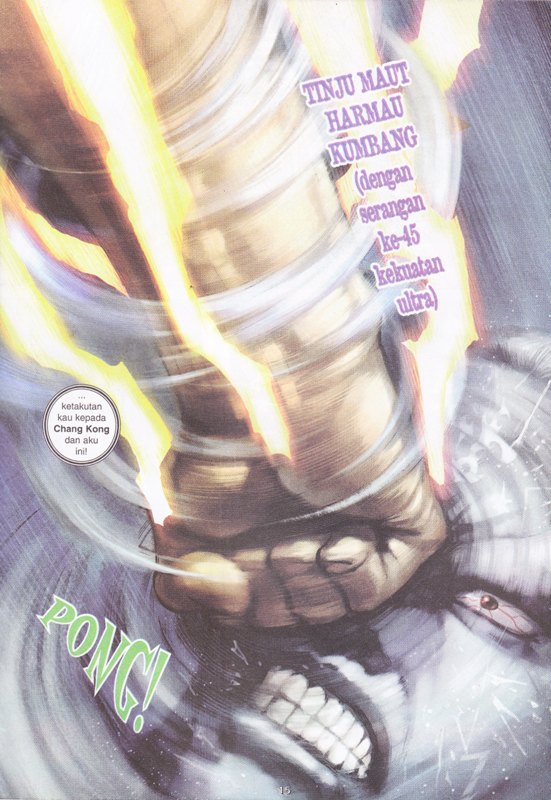 TINJU MAUT
HARMAU
KUMBANG
(dengan
serangan
ke-45
kekuatan
ultra)
...
ketakutan
kau kepada
Chang Kong
dan aku
ini!
PONG!
15